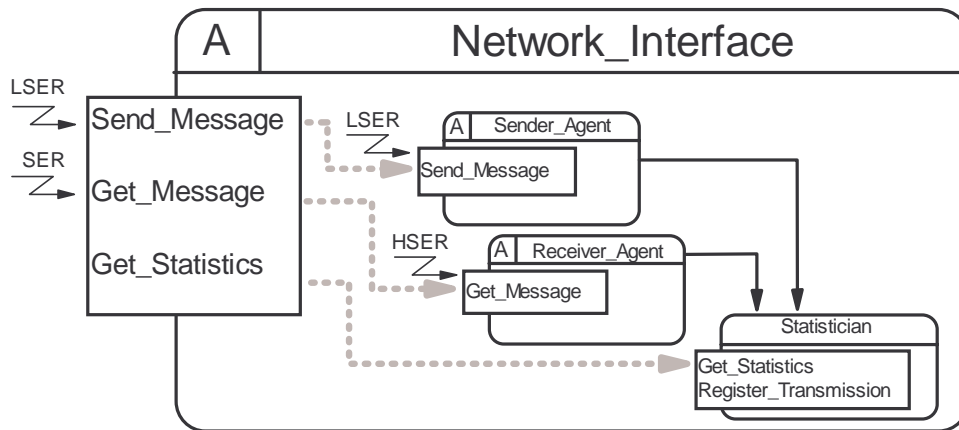 A
Network_Interface
LSER
Send_Message
SER
Get_Message
Get_Statistics
LSER
A
Sender_Agent
Send_Message
HSER
A
Receiver_Agent
Get_Message
Statistician
Get_Statistics
Register_Transmission